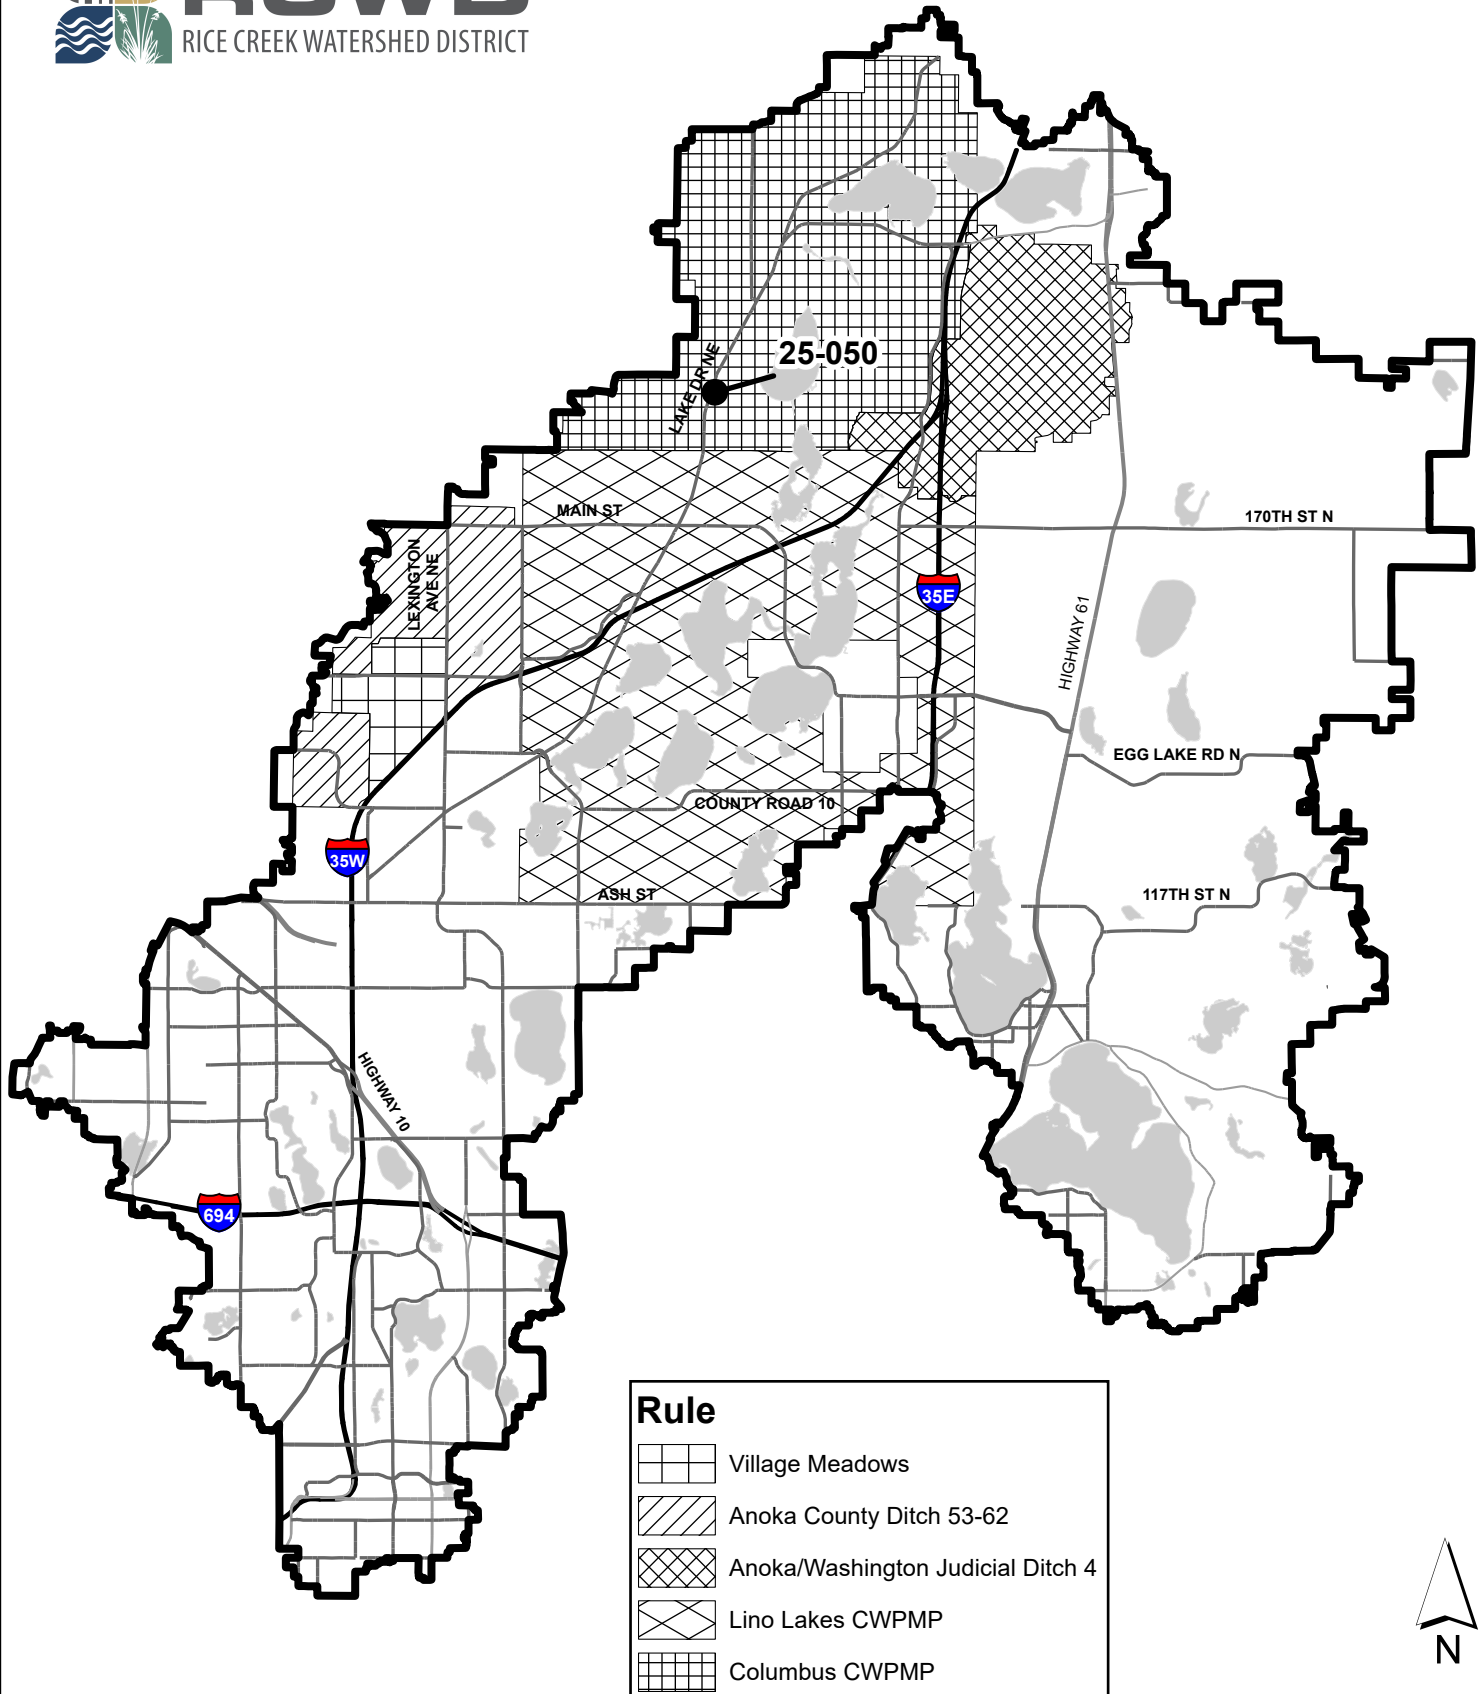 RCWD
RICE CREEK WATERSHED DISTRICT
25-050
LAKE DR NE
MAIN ST
170TH ST N
LEXINGTON
AVE NE
35E
HIGHWAY 61
EGG LAKE RD N
COUNTY ROAD 10
35W
ASH ST
117TH ST N
HIGHWAY 10
694
Rule
Village Meadows
Anoka County Ditch 53-62
Anoka/Washington Judicial Ditch 4
Lino Lakes CWPMP
Columbus CWPMP
N